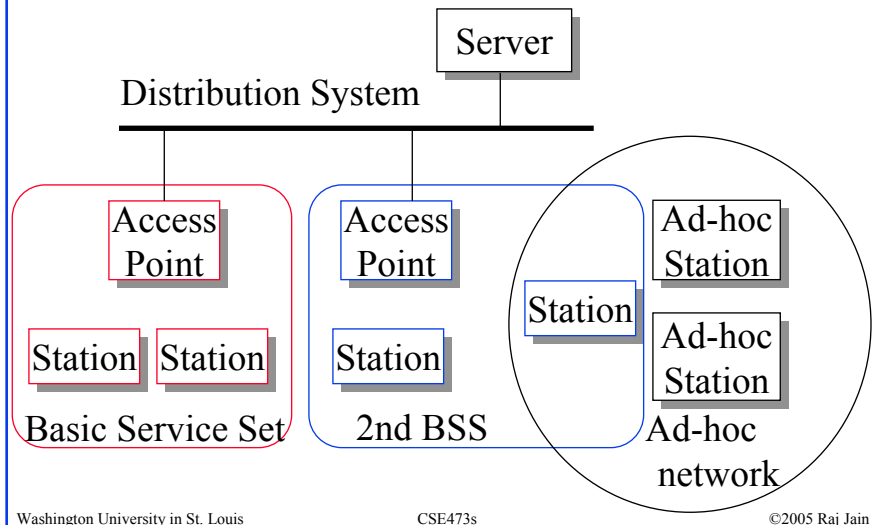 Server
Distribution System
Access
Point
Access
Point
Ad-hoc
Station
Station
Ad-hoc
Station
Station
Station
Station
Basic Service Set
2nd BSS
Ad-hoc
network
Washington University in St. Louis
CSE473s
©2005 Raj Jain